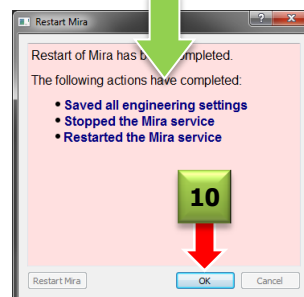 Restart Mira
Restart of Mira has completed.
The following actions have completed:
• Saved all engineering settings
• Stopped the Mira service
• Restarted the Mira service
10
Restart Mira OK Cancel